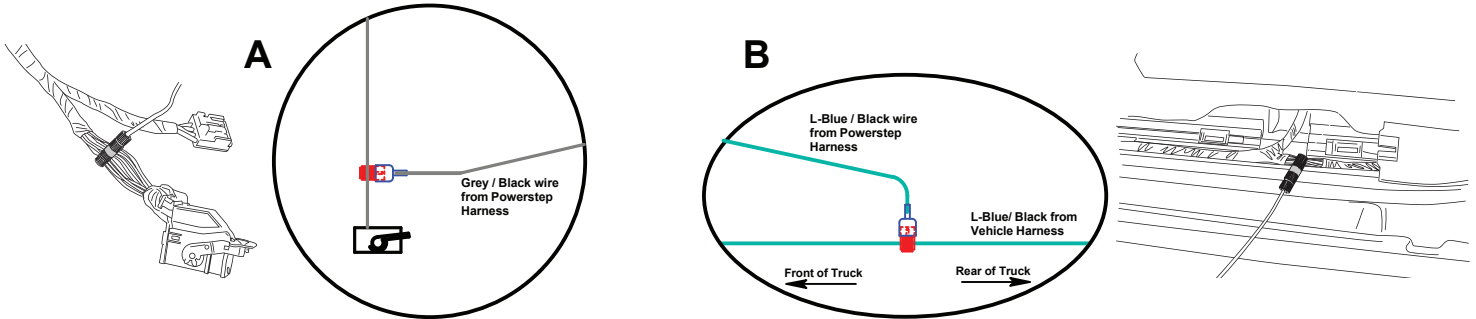 A
Grey / Black wire
from Powerstep
Harness
B
L-Blue / Black wire
from Powerstep
Harness
L-Blue/ Black from
Vehicle Harness
Front of Truck
Rear of Truck